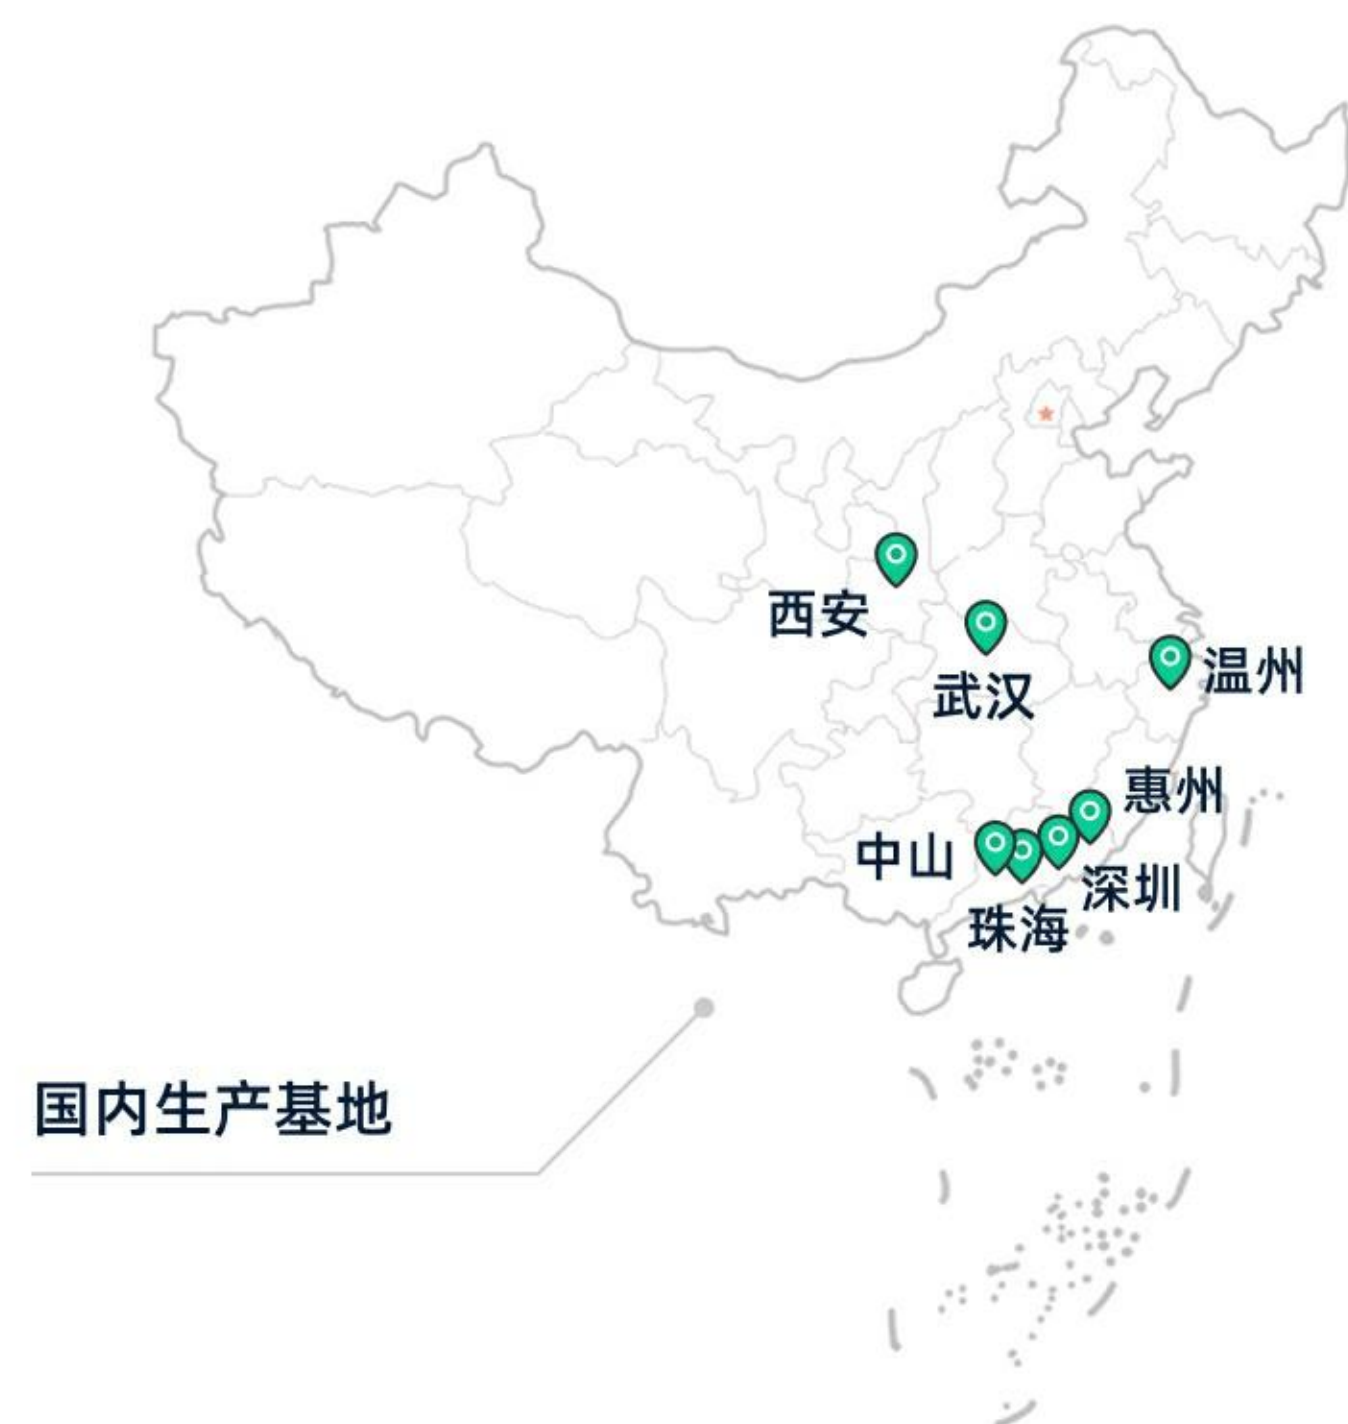 西安
武汉
温州
惠州
中山
深圳
珠海
国内生产基地